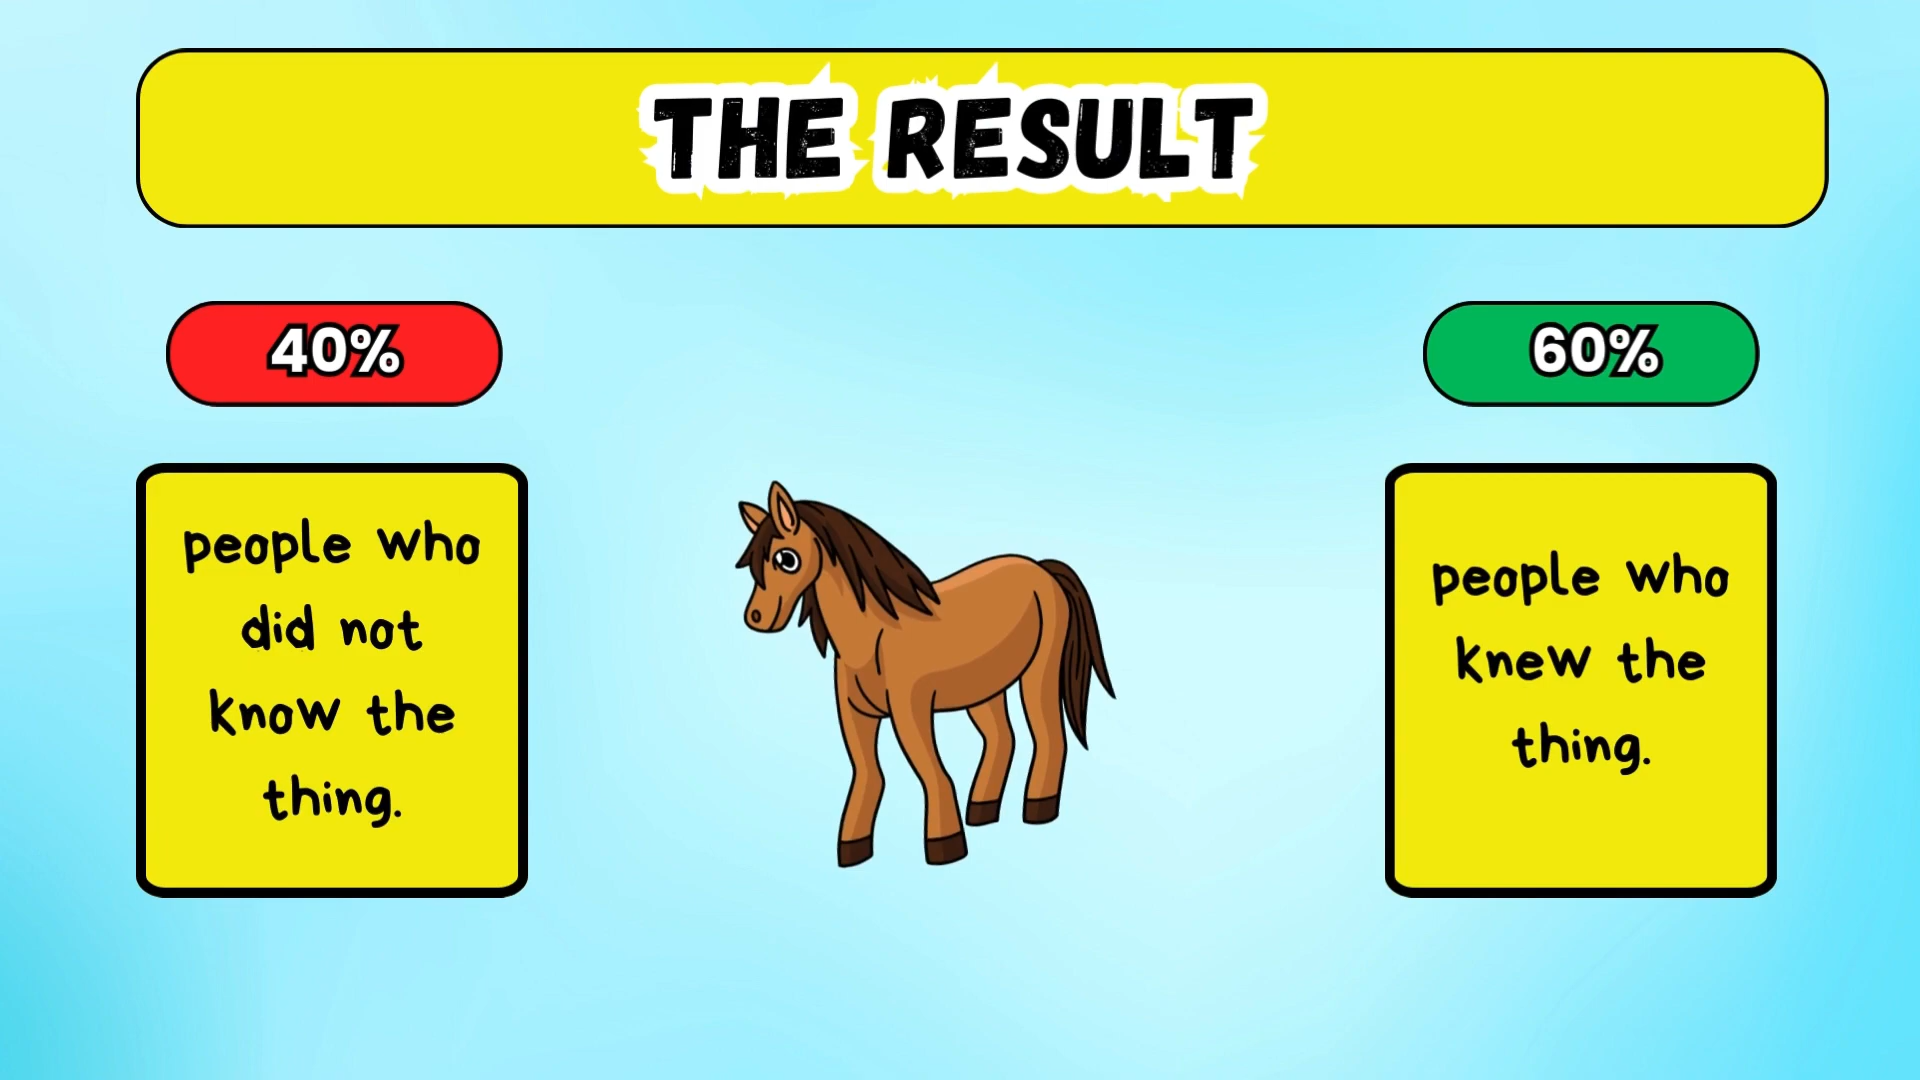 THE RESULT
40%
60%
people who
did not
know the
thing.
people who
knew the
thing.